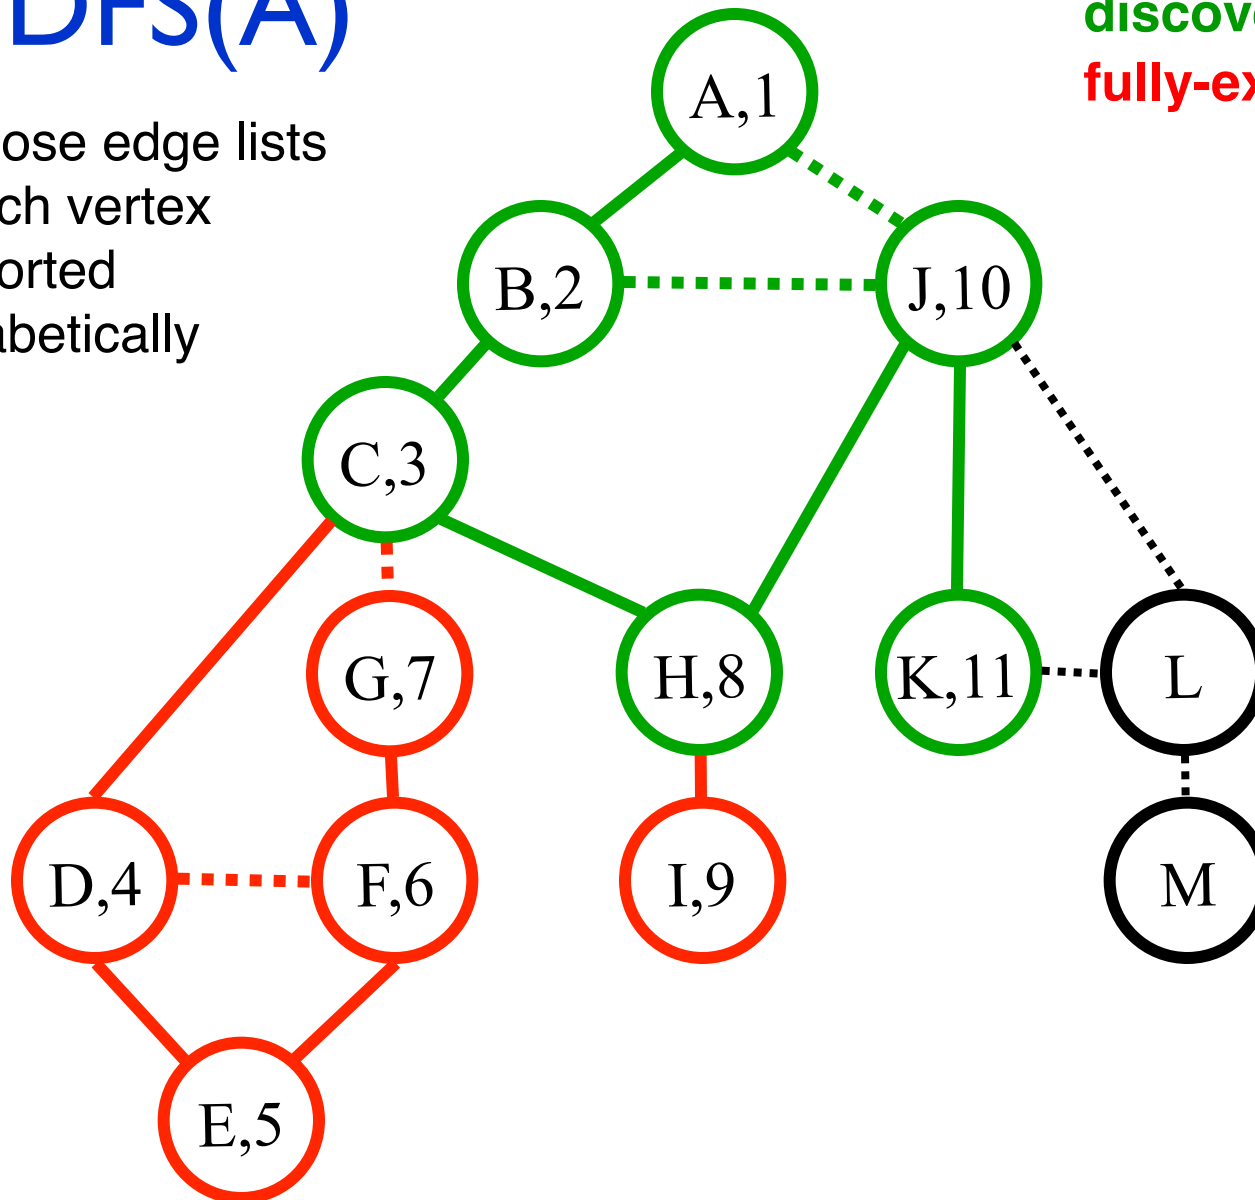 DFS(A)
discov
fully-ex
ose edge lists
ch vertex
orted
abetically
A,1
B,2
J,10
C,3
G,7
H,8
K,11
L
D,4
F,6
I,9
M
E,5